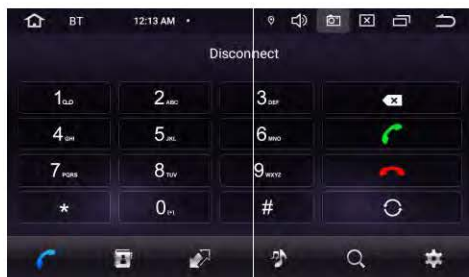 BT 12:13 AM
Disconnect
1 2 ABC 3 DEF
4 GHI 5 JKL 6 MNO
7 PQRS 8 TUV 9 WXYZ
* 0 (+) #